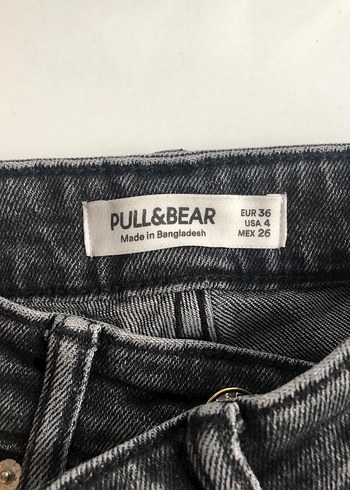 PULL&BEAR
Made in Bangladesh
EUR 36
USA 4
MEX 26